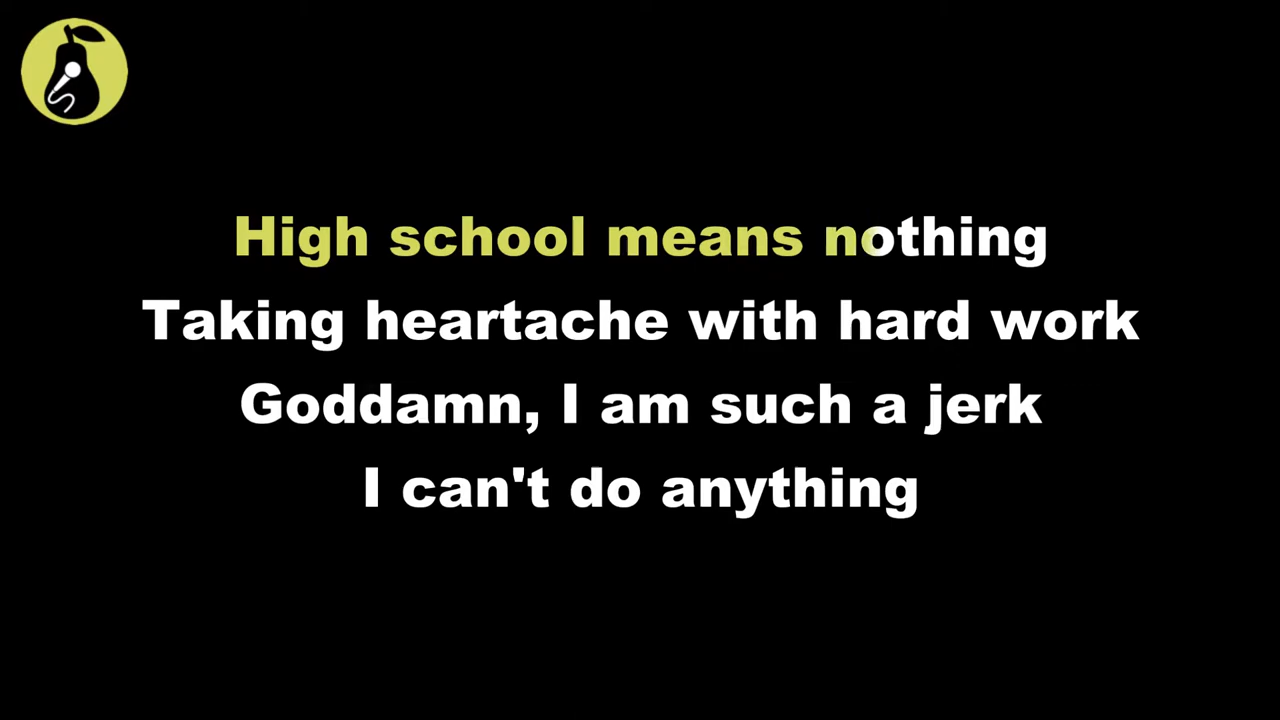 High school means nothing
Taking heartache with hard work
Goddamn, I am such a jerk
I can't do anything